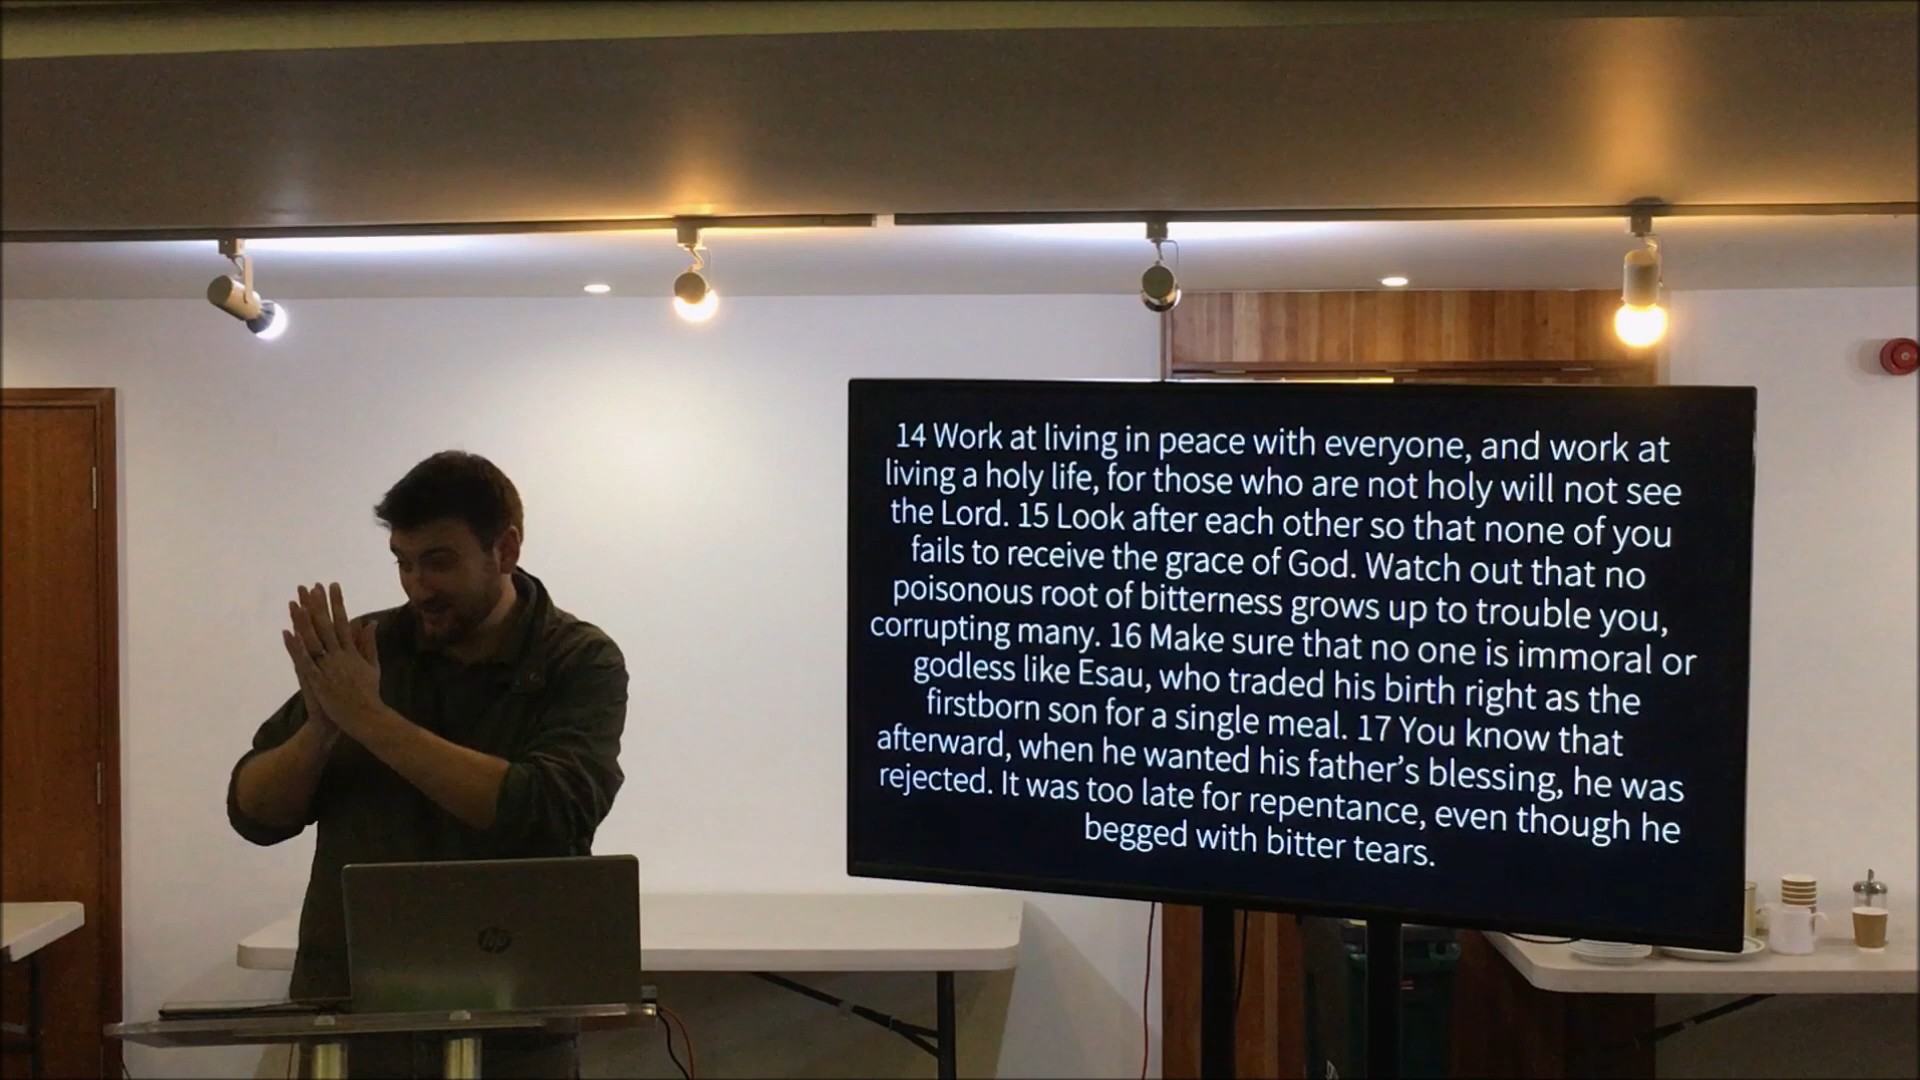 14 Work at living in peace with everyone, and work at
living a holy life, for those who are not holy will not see
the Lord. 15 Look after each other so that none of you
fails to receive the grace of God. Watch out that no
poisonous root of bitterness grows up to trouble you,
corrupting many. 16 Make sure that no one is immoral or
godless like Esau, who traded his birth right as the
firstborn son for a single meal. 17 You know that
afterward, when he wanted his father’s blessing, he was
rejected. It was too late for repentance, even though he
begged with bitter tears.
hp